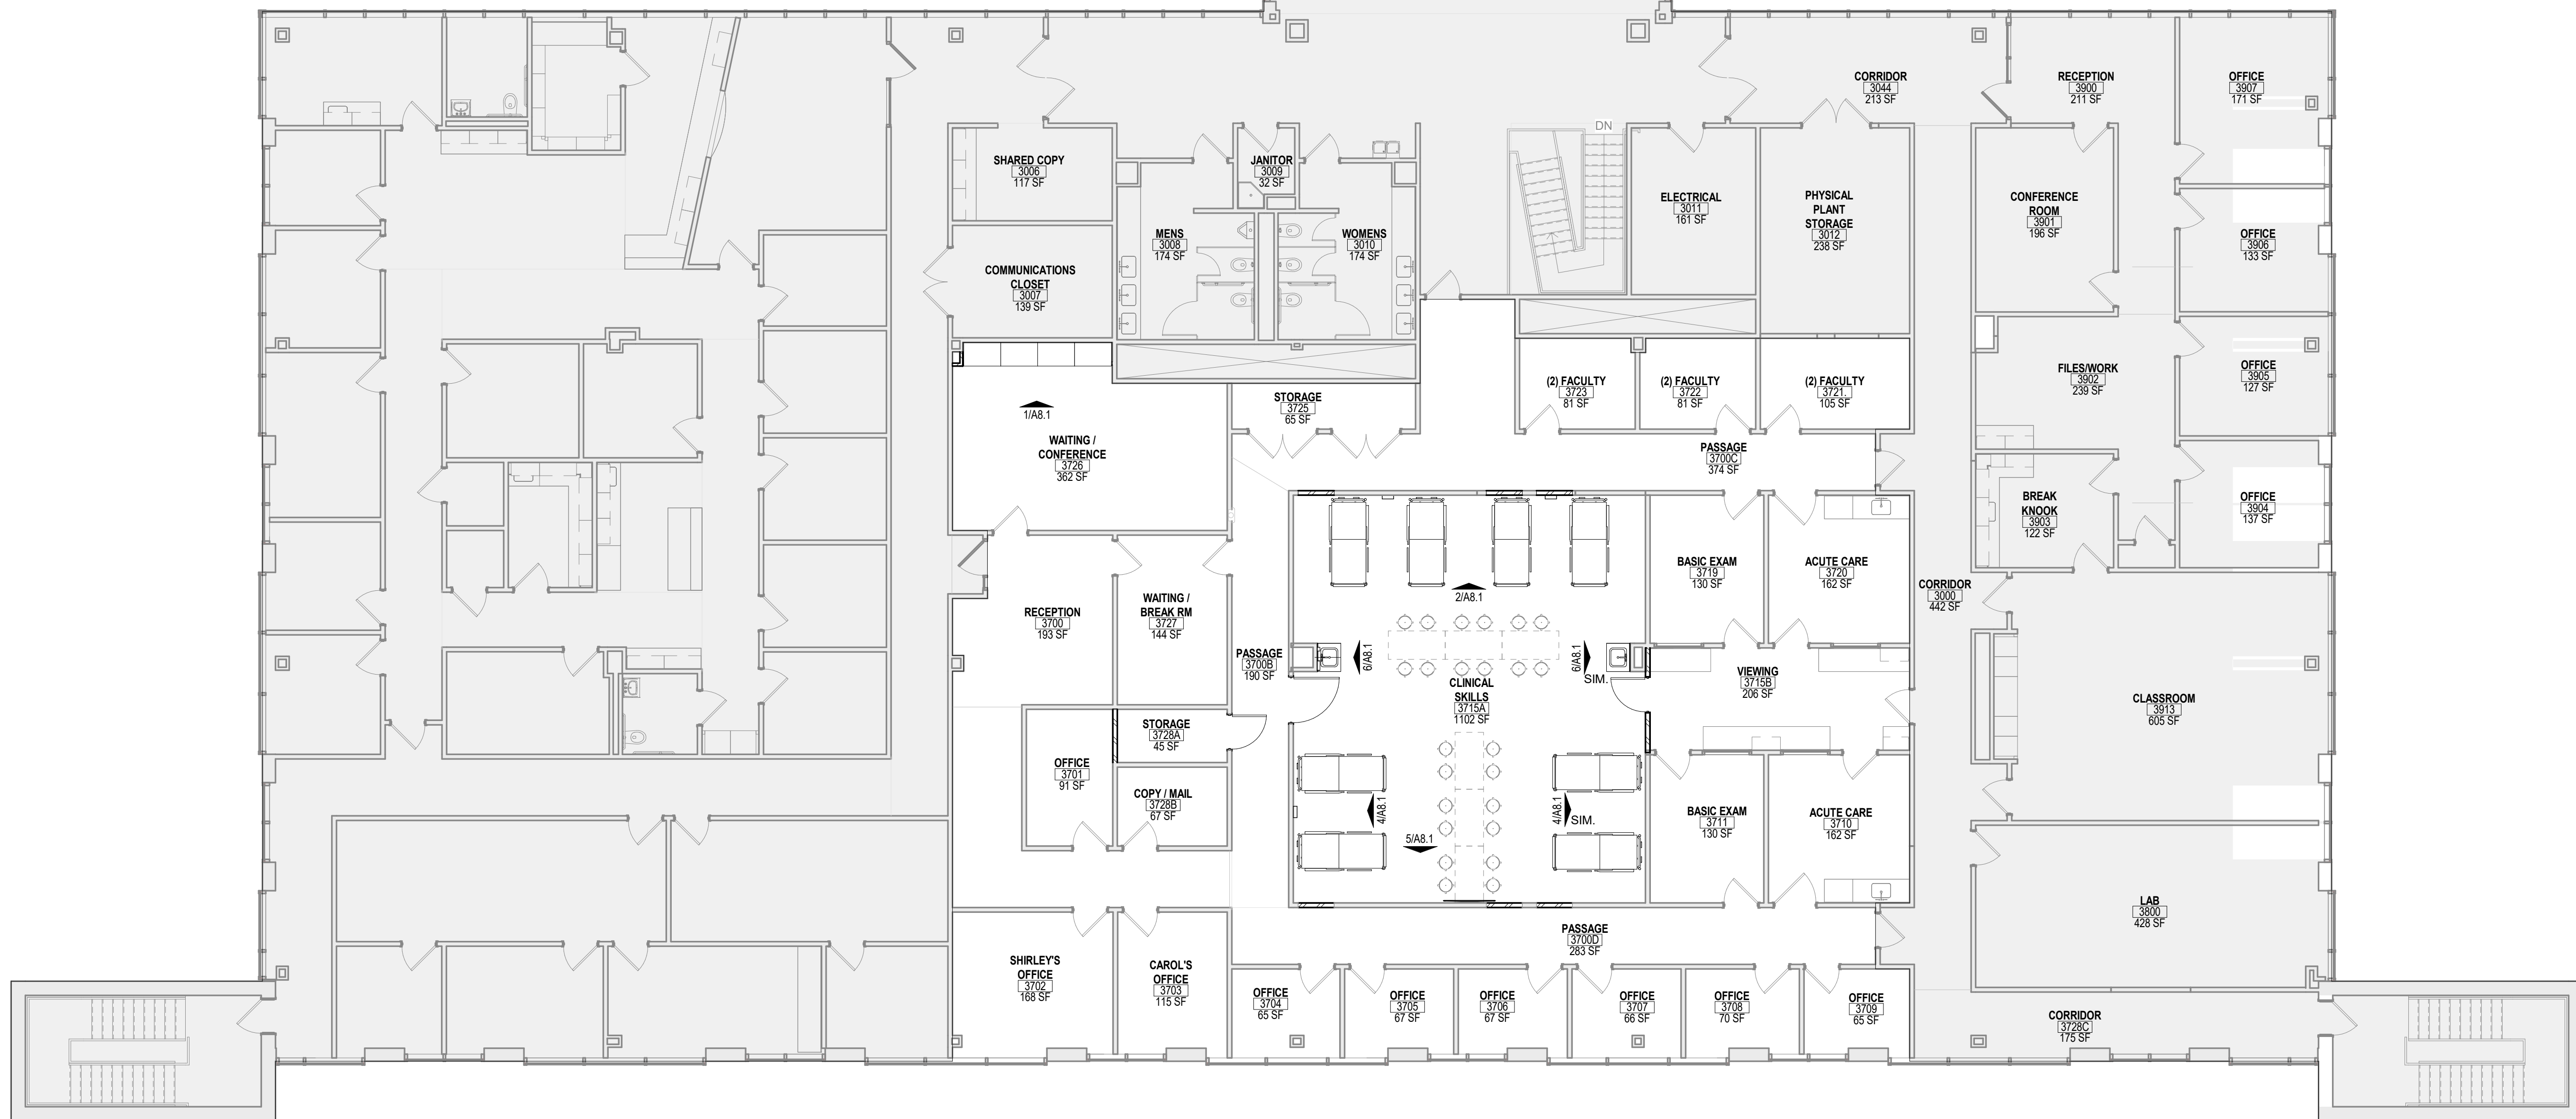 CORRIDOR
3044
213 SF
RECEPTION
3900
211 SF
OFFICE
3907
171 SF
DN
SHARED COPY
3006
117 SF
JANITOR
3009
32 SF
ELECTRICAL
3011
161 SF
PHYSICAL
PLANT
STORAGE
3012
238 SF
CONFERENCE
ROOM
3901
196 SF
MENS
3008
174 SF
WOMENS
3010
174 SF
OFFICE
3906
133 SF
COMMUNICATIONS
CLOSET
3007
139 SF
FILES/WORK
3902
239 SF
OFFICE
3905
127 SF
(2) FACULTY
3723
81 SF
(2) FACULTY
3722
81 SF
(2) FACULTY
3721.
105 SF
STORAGE
3725
65 SF
1/A8.1
WAITING /
CONFERENCE
3726
362 SF
PASSAGE
3700C
374 SF
BREAK
KNOOK
3903
122 SF
OFFICE
3904
137 SF
BASIC EXAM
3719
130 SF
ACUTE CARE
3720
162 SF
CORRIDOR
3000
442 SF
2/A8.1
RECEPTION
3700
193 SF
WAITING /
BREAK RM
3727
144 SF
PASSAGE
3700B
190 SF
6/A8.1
6/A8.1
SIM.
CLINICAL
SKILLS
3715A
1102 SF
VIEWING
3715B
206 SF
CLASSROOM
3913
605 SF
STORAGE
3728A
45 SF
OFFICE
3701
91 SF
COPY / MAIL
3728B
67 SF
4/A8.1
4/A8.1
SIM.
5/A8.1
BASIC EXAM
3711
130 SF
ACUTE CARE
3710
162 SF
LAB
3800
428 SF
PASSAGE
3700D
283 SF
SHIRLEY'S
OFFICE
3702
168 SF
CAROL'S
OFFICE
3703
115 SF
OFFICE
3704
65 SF
OFFICE
3705
67 SF
OFFICE
3706
67 SF
OFFICE
3707
66 SF
OFFICE
3708
70 SF
OFFICE
3709
65 SF
CORRIDOR
3728C
175 SF